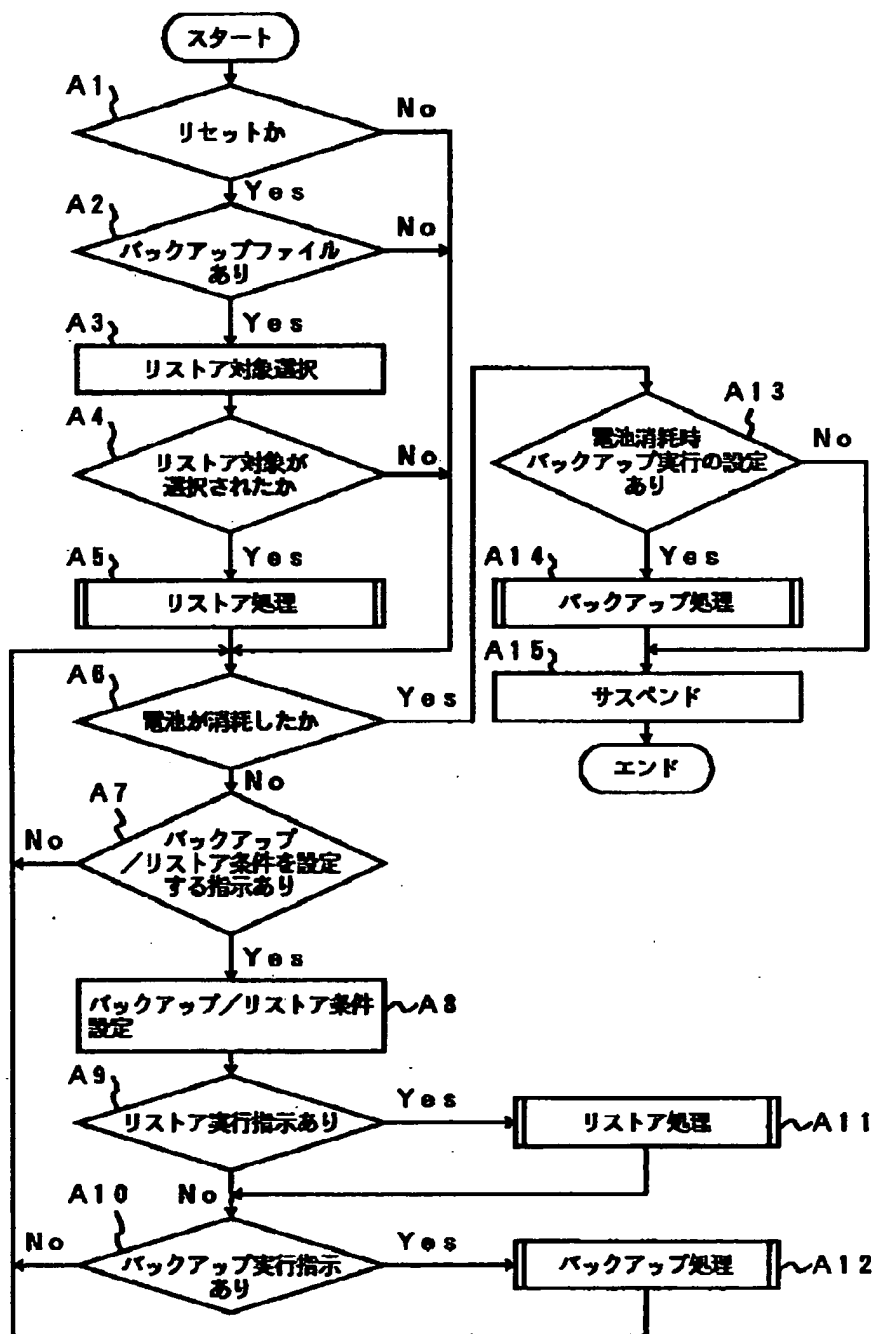 スタート
A1
リセットか
No
Yes
A2
バックアップファイル
あり
No
Yes
A3
リストア対象選択
A4
リストア対象が
選択されたか
No
Yes
A5
リストア処理
A6
電池が消耗したか
Yes
No
A7
バックアップ
/リストア条件を設定
する指示あり
No
Yes
バックアップ/リストア条件
設定
A8
A9
リストア実行指示あり
Yes
リストア処理
A11
No
A10
バックアップ実行指示
あり
No
Yes
バックアップ処理
A12
A13
電池消耗時
バックアップ実行の設定
あり
No
Yes
A14
バックアップ処理
A15
サスペンド
エンド